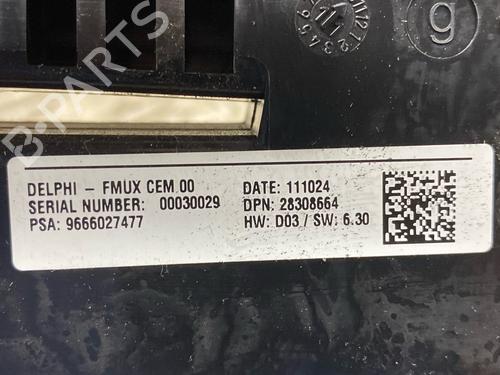 g
B-PARTS
DELPHI - FMUX CEM 00 DATE: 111024
SERIAL NUMBER: 00030029 DPN: 28308664
PSA: 9666027477 HW: D03 / SW: 6.30